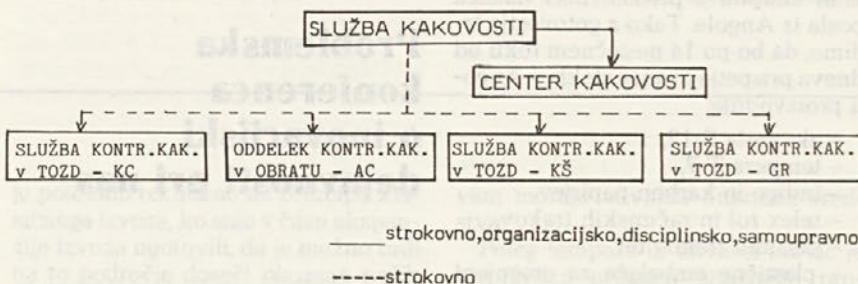 SLUŽBA KAKOVOSTI
CENTER KAKOVOSTI
SLUŽBA KONTR.KAK.
v TOZD - KC
ODDELEK KONTR.KAK.
v OBRATU - AC
SLUŽBA KONTR.KAK.
v TOZD - KŠ
SLUŽBA KONTR.KAK.
v TOZD - GR
strokovno,organizacijsko,disciplinsko,samoupravno
strokovno